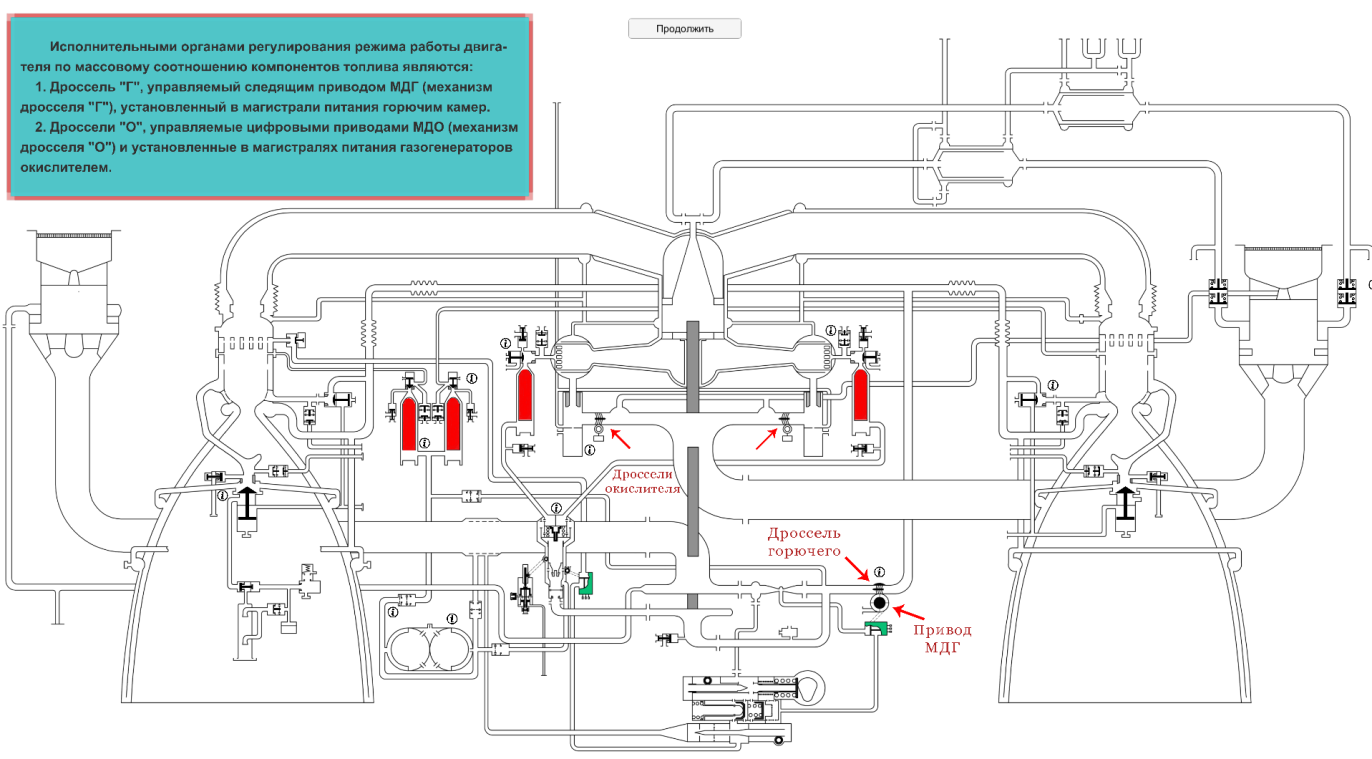 Продолжить
Исполнительными органами регулирования режима работы двига-
теля по массовому соотношению компонентов топлива являются:
1. Дроссель "Г", управляемый следящим приводом МДГ (механизм
дросселя "Г"), установленный в магистрали питания горючим камер.
2. Дроссели "О", управляемые цифровыми приводами МДО (механизм
дросселя "О") и установленные в магистралях питания газогенераторов
окислителем.
Дроссели
окислителя
Дроссель
горючего
Привод
МДГ